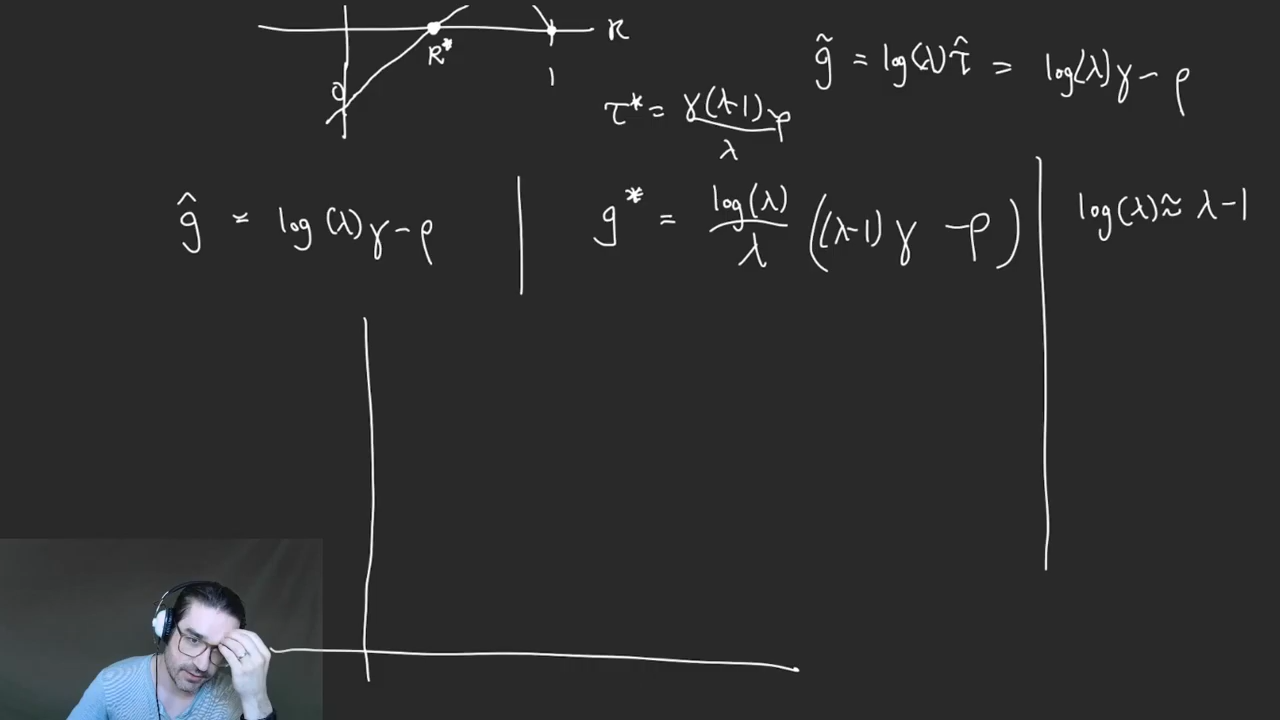 R
R*
1
0
g̃ = log(λ) τ̂ = log(λ)γ − ρ
τ* = γ(λ-1)-ρ / λ
ĝ = log(λ)γ − ρ
g* = log(λ)/λ ((λ-1)γ − ρ)
log(λ) ≈ λ − 1